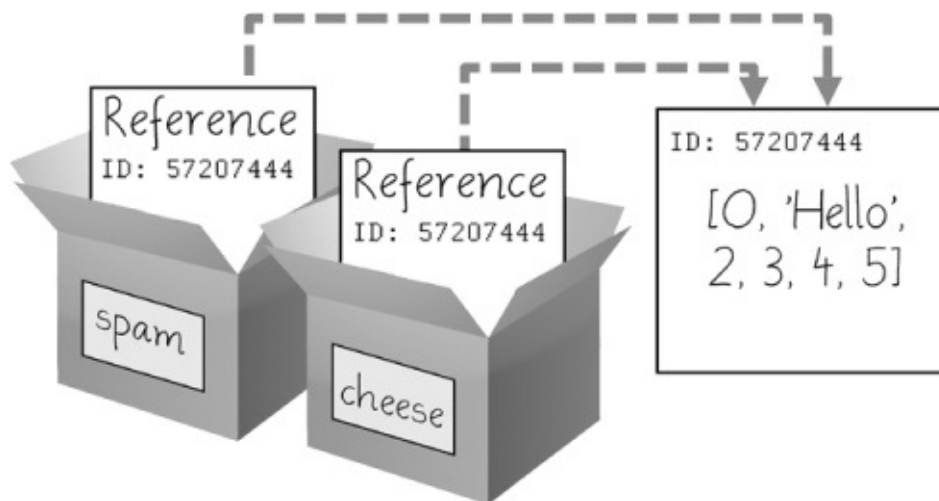 Reference
ID: 57207444
spam
Reference
ID: 57207444
cheese
ID: 57207444
[0, 'Hello',
2, 3, 4, 5]